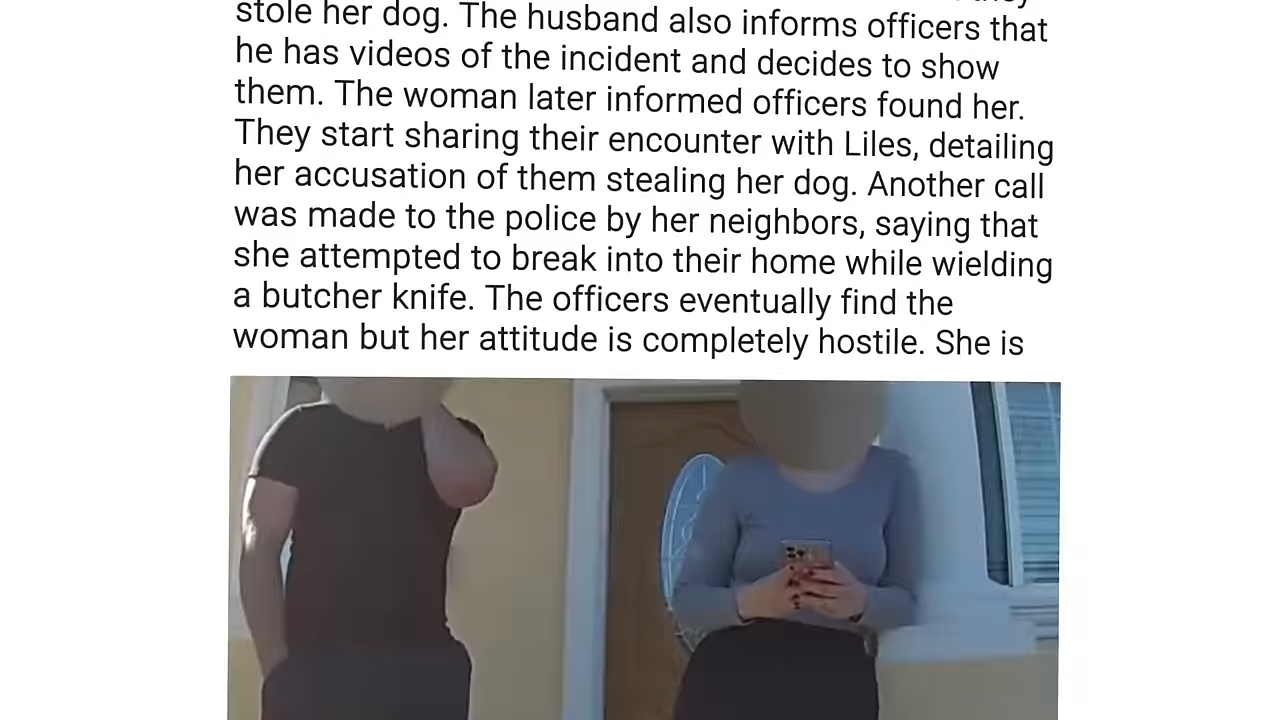 they
stole her dog. The husband also informs officers that
he has videos of the incident and decides to show
them. The woman later informed officers found her.
They start sharing their encounter with Liles, detailing
her accusation of them stealing her dog. Another call
was made to the police by her neighbors, saying that
she attempted to break into their home while wielding
a butcher knife. The officers eventually find the
woman but her attitude is completely hostile. She is